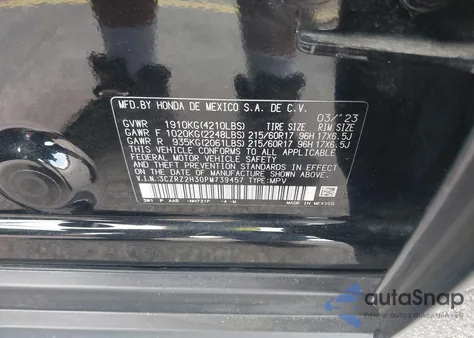 MFD.BY HONDA DE MEXICO S.A. DE C.V.
03/'23
GVWR 1910KG(4210LBS) TIRE SIZE RIM SIZE
GAWR F 1020KG(2248LBS) 215/60R17 96H 17X6.5J
GAWR R 935KG(2061LBS) 215/60R17 96H 17X6.5J
THIS VEHICLE CONFORMS TO ALL APPLICABLE
FEDERAL MOTOR VEHICLE SAFETY AND
THEFT PREVENTION STANDARDS IN EFFECT ON
THE DATE OF MANUFACTURE SHOWN ABOVE.
V.I.N.:3CZRZ2H30PM739457 TYPE:MPV
3W1 P AAB -NH731P -A-M
MADE IN MEXICO
autoSnap